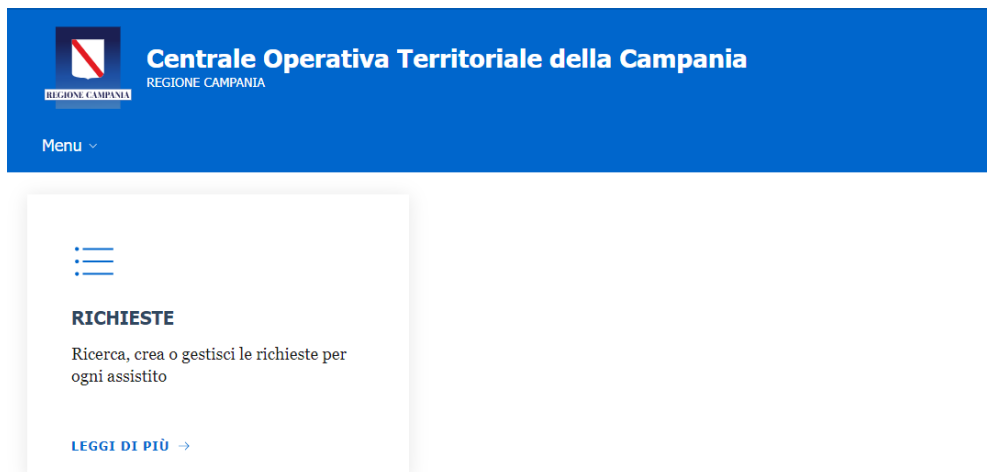 Centrale Operativa Territoriale della Campania
REGIONE CAMPANIA
REGIONE CAMPANIA
Menu
RICHIESTE
Ricerca, crea o gestisci le richieste per
ogni assistito
LEGGI DI PIÙ →